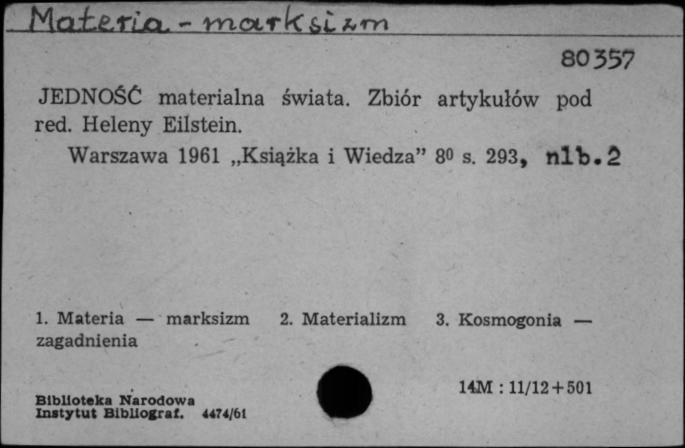 Materia - marksizm
80357
JEDNOŚĆ materialna świata. Zbiór artykułów pod
red. Heleny Eilstein.
Warszawa 1961 „Książka i Wiedza” 8⁰ s. 293, nlb.2
1. Materia — marksizm 2. Materializm 3. Kosmogonia —
zagadnienia
14M : 11/12+501
Biblioteka Narodowa
Instytut Bibliograf. 4474/61